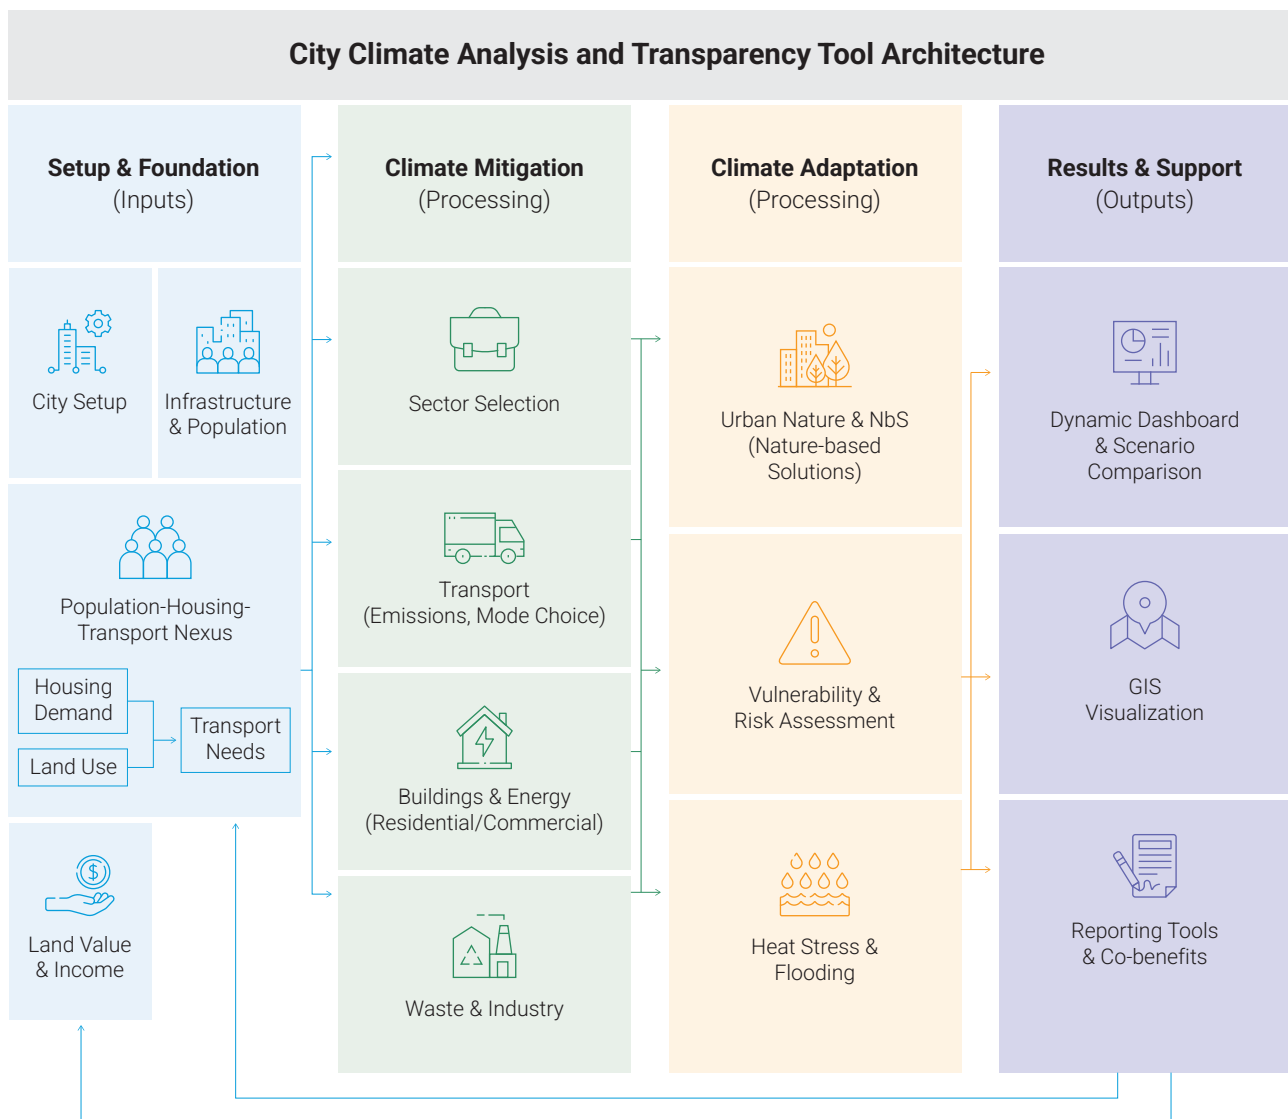 City Climate Analysis and Transparency Tool Architecture
Setup & Foundation
(Inputs)
City Setup
Infrastructure
& Population
Population-Housing-
Transport Nexus
Housing
Demand
Land Use
Transport
Needs
$
Land Value
& Income
Climate Mitigation
(Processing)
Sector Selection
Transport
(Emissions, Mode Choice)
Buildings & Energy
(Residential/Commercial)
Waste & Industry
Climate Adaptation
(Processing)
Urban Nature & NbS
(Nature-based
Solutions)
Vulnerability &
Risk Assessment
Heat Stress &
Flooding
Results & Support
(Outputs)
Dynamic Dashboard
& Scenario
Comparison
GIS
Visualization
Reporting Tools
& Co-benefits